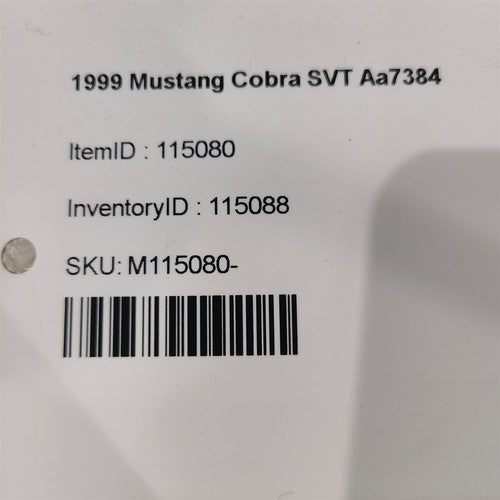 1999 Mustang Cobra SVT Aa7384
ItemID : 115080
InventoryID : 115088
SKU: M115080-